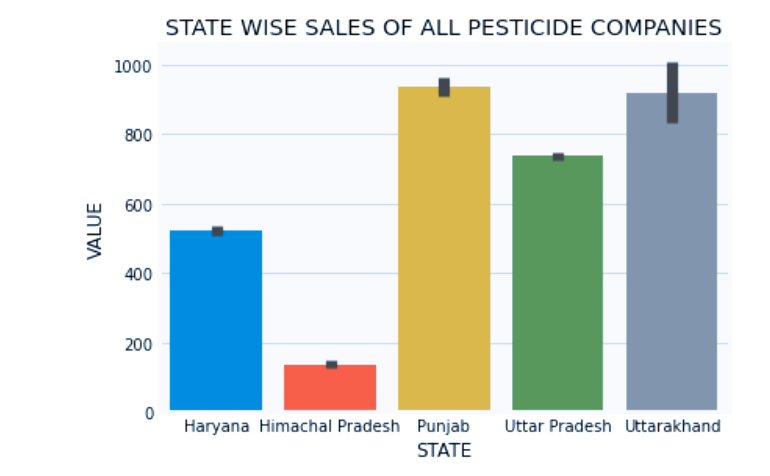 STATE WISE SALES OF ALL PESTICIDE COMPANIES
1000
800
600
400
200
0
VALUE
Haryana Himachal Pradesh Punjab Uttar Pradesh Uttarakhand
STATE